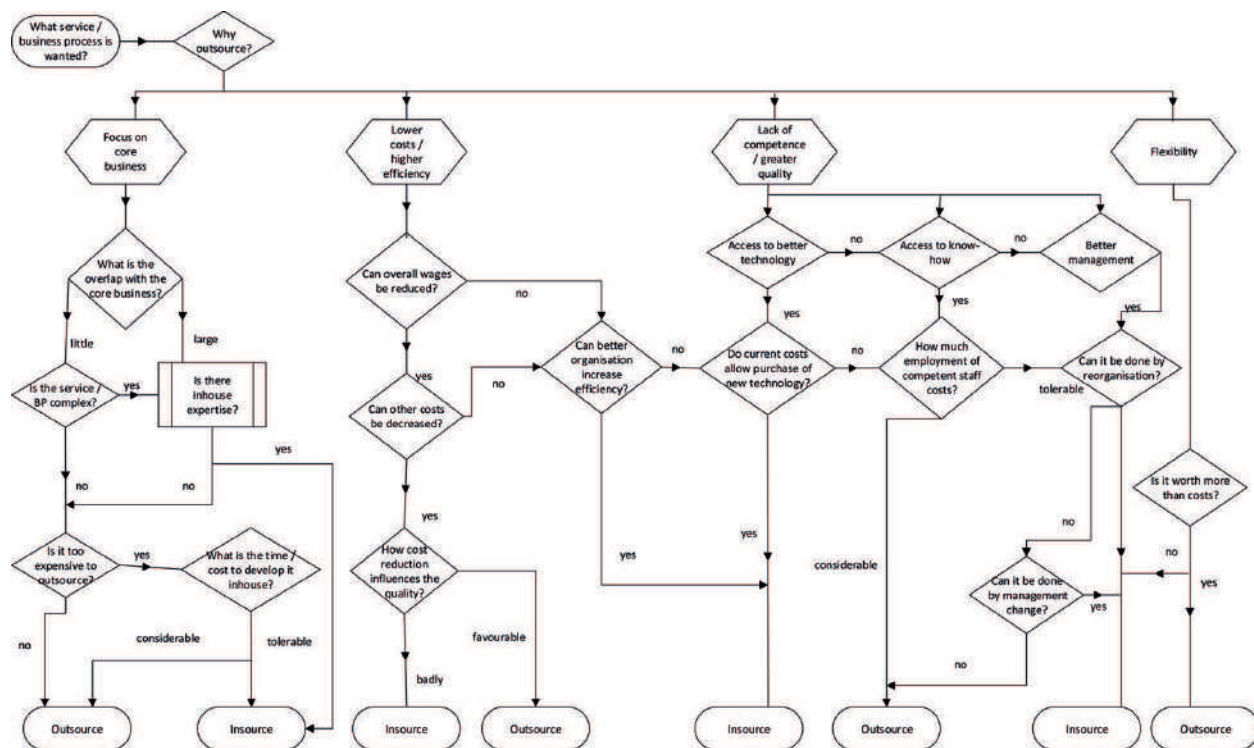 What service /
business process is
wanted?
Why
outsource?
Focus on
core
business
Lower
costs /
higher
efficiency
Lack of
competence
/ greater
quality
Flexibility
What is the
overlap with the
core business?
little
large
Can overall wages
be reduced?
no
yes
Access to better
technology
no
Access to know-
how
no
Better
management
yes
yes
yes
Is the service /
BP complex?
yes
Is there
inhouse
expertise?
Can other costs
be decreased?
no
Can better
organisation
increase
efficiency?
no
Do current costs
allow purchase of
new technology?
no
How much
employment of
competent staff
costs?
tolerable
Can it be done by
reorganisation?
no
no
yes
yes
Is it worth more
than costs?
Is it too
expensive to
outsource?
yes
What is the time /
cost to develop it
inhouse?
How cost
reduction
influences the
quality?
yes
yes
considerable
no
Can it be done
by management
change?
yes
no
yes
no
considerable
tolerable
badly
favourable
no
Outsource
Insource
Insource
Outsource
Insource
Outsource
Insource
Outsource